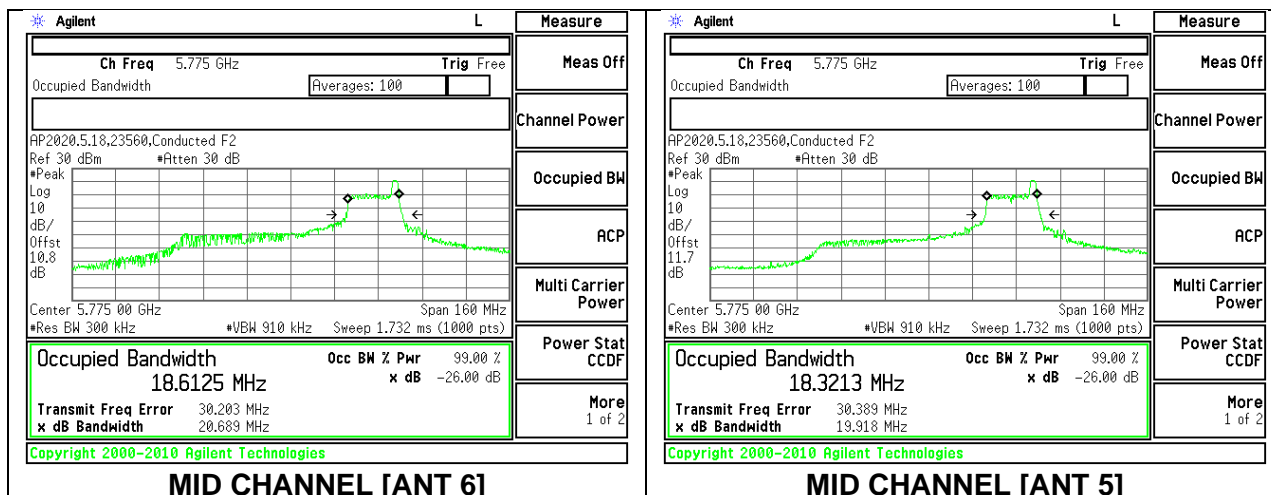 Agilent L Measure
Ch Freq 5.775 GHz Trig Free
Occupied Bandwidth Averages: 100
AP2020.5.18,23560,Conducted F2
Ref 30 dBm #Atten 30 dB
#Peak
Log
10
dB/
Offst
10.8
dB
Center 5.775 00 GHz Span 160 MHz
#Res BW 300 kHz #VBW 910 kHz Sweep 1.732 ms (1000 pts)
Occupied Bandwidth Occ BW % Pwr 99.00 %
18.6125 MHz x dB -26.00 dB
Transmit Freq Error 30.203 MHz
x dB Bandwidth 20.689 MHz
Copyright 2000-2010 Agilent Technologies
Meas Off
Channel Power
Occupied BW
ACP
Multi Carrier
Power
Power Stat
CCDF
More
1 of 2
MID CHANNEL [ANT 6]
Agilent L Measure
Ch Freq 5.775 GHz Trig Free
Occupied Bandwidth Averages: 100
AP2020.5.18,23560,Conducted F2
Ref 30 dBm #Atten 30 dB
#Peak
Log
10
dB/
Offst
11.7
dB
Center 5.775 00 GHz Span 160 MHz
#Res BW 300 kHz #VBW 910 kHz Sweep 1.732 ms (1000 pts)
Occupied Bandwidth Occ BW % Pwr 99.00 %
18.3213 MHz x dB -26.00 dB
Transmit Freq Error 30.389 MHz
x dB Bandwidth 19.918 MHz
Copyright 2000-2010 Agilent Technologies
Meas Off
Channel Power
Occupied BW
ACP
Multi Carrier
Power
Power Stat
CCDF
More
1 of 2
MID CHANNEL [ANT 5]